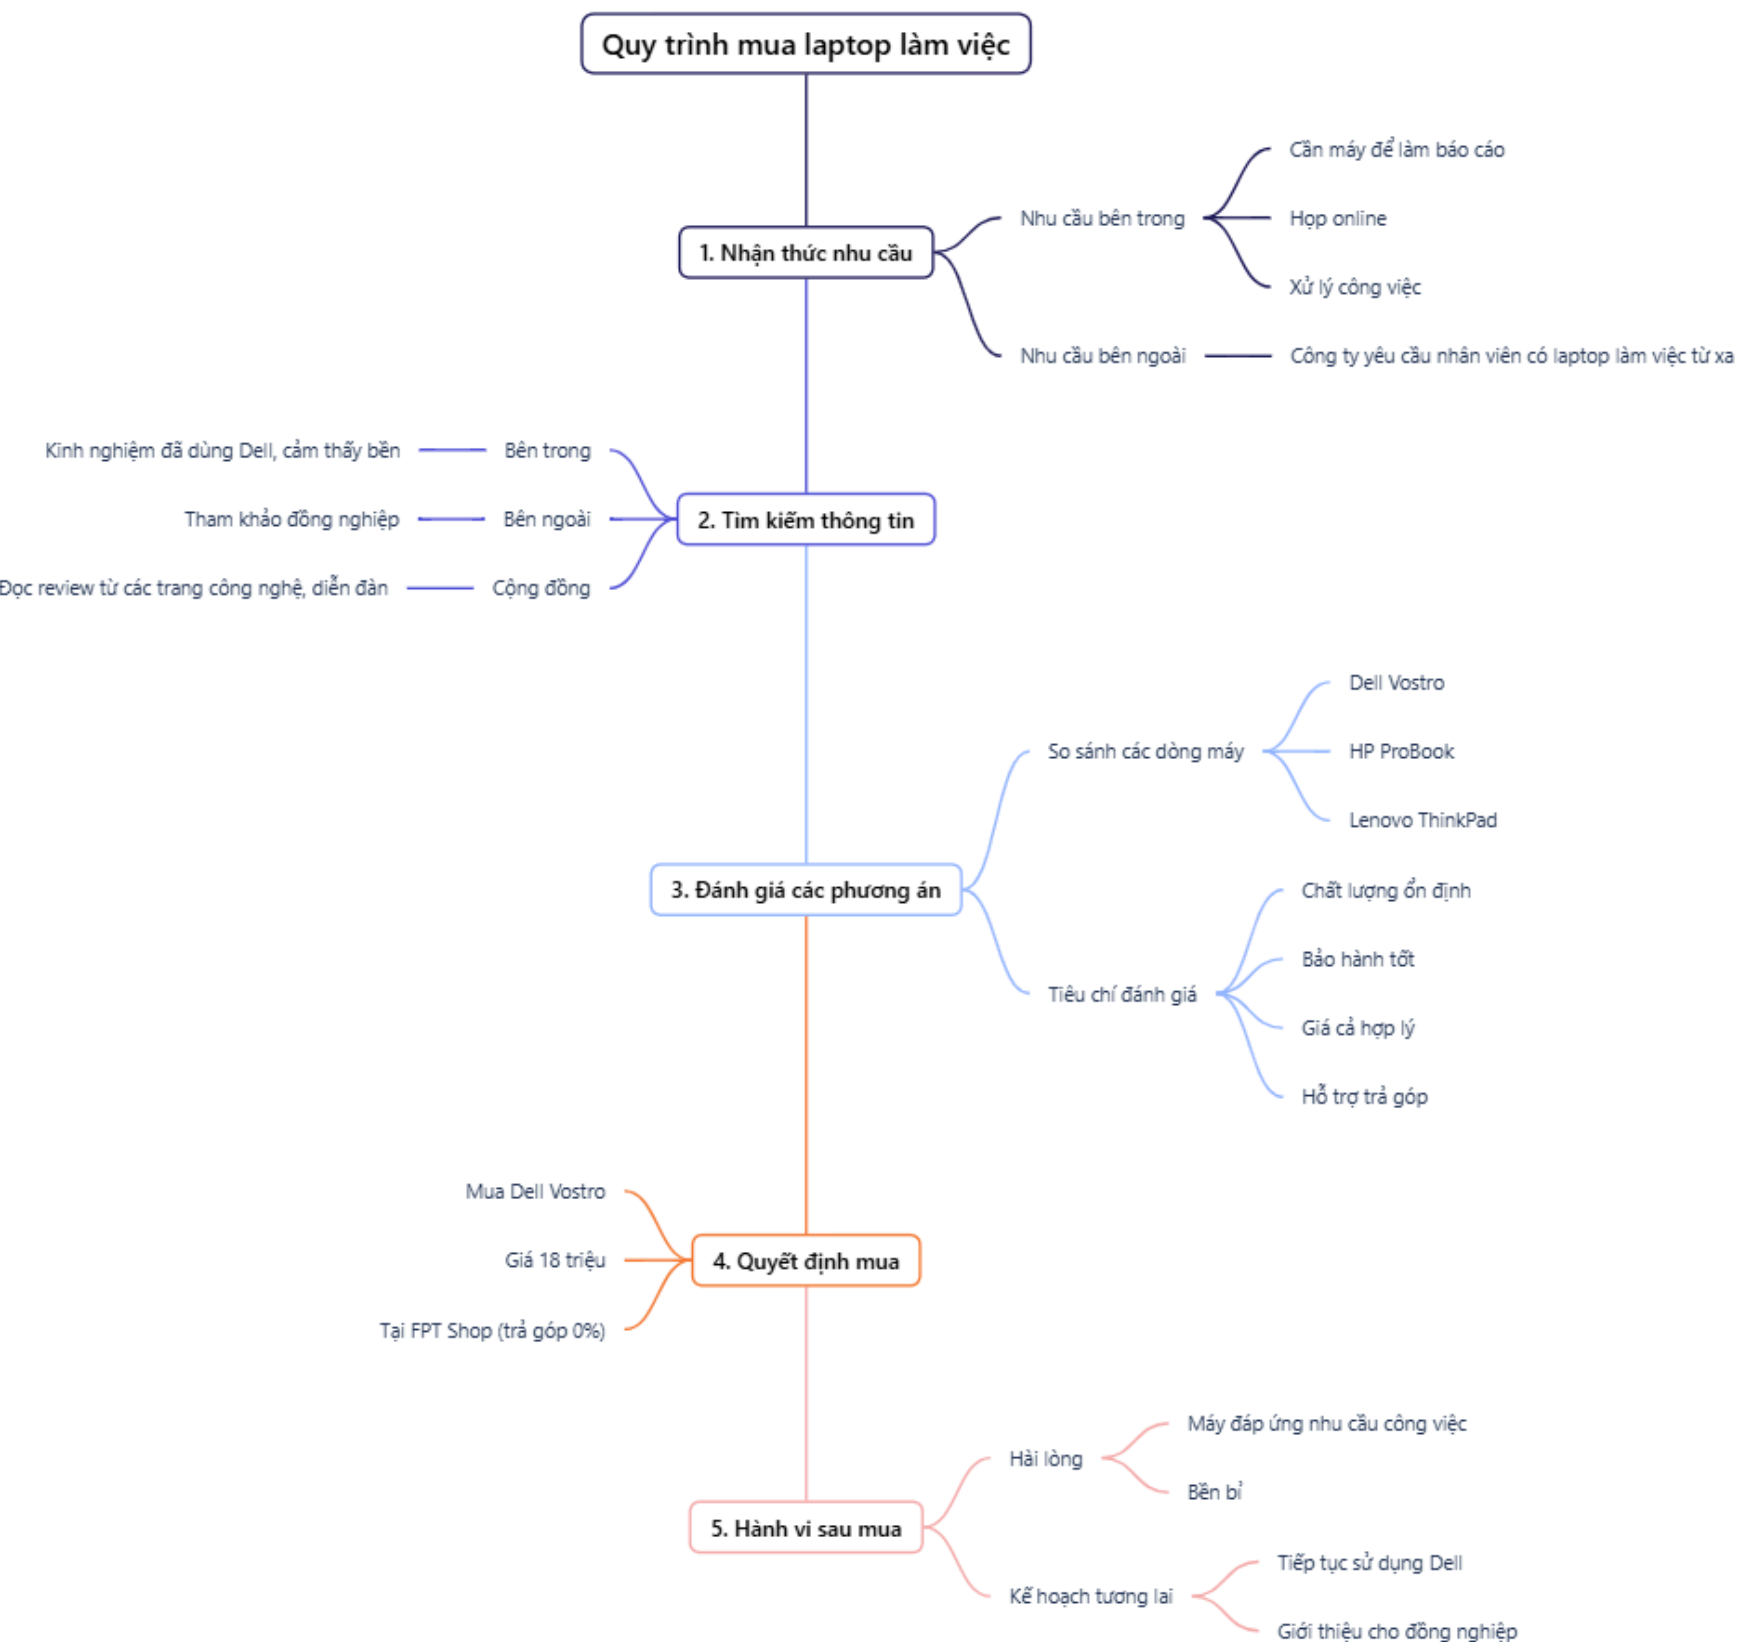 Quy trình mua laptop làm việc
1. Nhận thức nhu cầu
Nhu cầu bên trong
Cần máy để làm báo cáo
Họp online
Xử lý công việc
Nhu cầu bên ngoài
Công ty yêu cầu nhân viên có laptop làm việc từ xa
2. Tìm kiếm thông tin
Bên trong
Kinh nghiệm đã dùng Dell, cảm thấy bền
Bên ngoài
Tham khảo đồng nghiệp
Cộng đồng
Đọc review từ các trang công nghệ, diễn đàn
3. Đánh giá các phương án
So sánh các dòng máy
Dell Vostro
HP ProBook
Lenovo ThinkPad
Tiêu chí đánh giá
Chất lượng ổn định
Bảo hành tốt
Giá cả hợp lý
Hỗ trợ trả góp
4. Quyết định mua
Mua Dell Vostro
Giá 18 triệu
Tại FPT Shop (trả góp 0%)
5. Hành vi sau mua
Hài lòng
Máy đáp ứng nhu cầu công việc
Bền bỉ
Kế hoạch tương lai
Tiếp tục sử dụng Dell
Giới thiệu cho đồng nghiệp